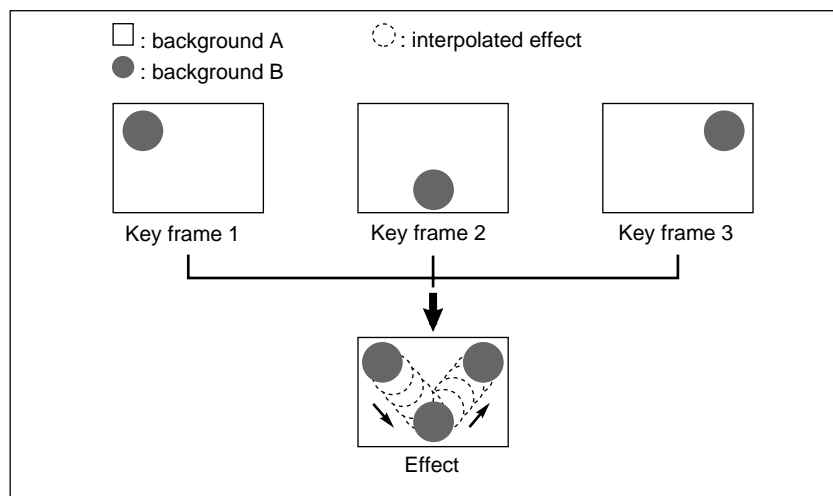 : background A
: interpolated effect
: background B
Key frame 1
Key frame 2
Key frame 3
Effect